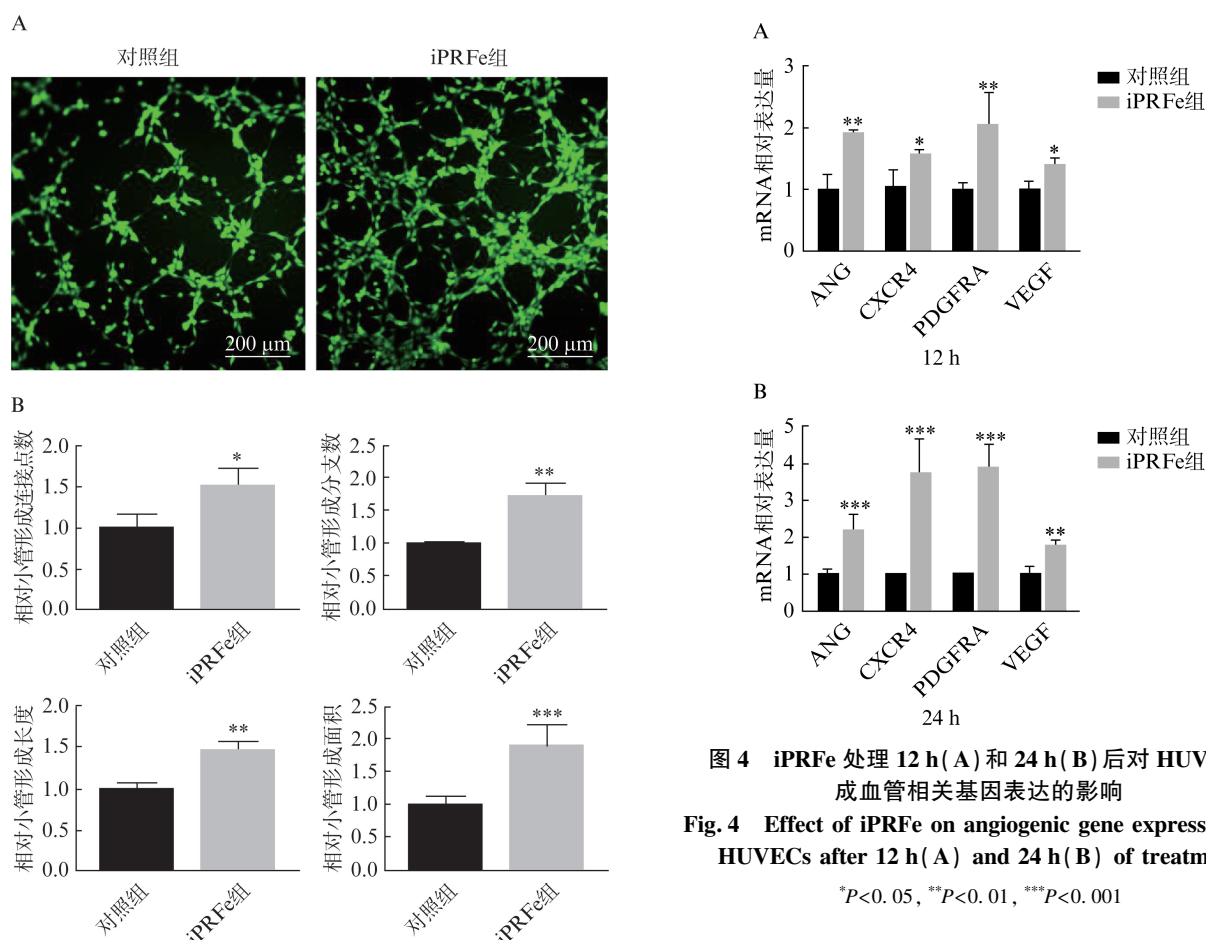 A
对照组
iPRFe组
200 μm
200 μm
B
相对小管形成连接点数
2.0
1.5
1.0
0.5
0.0
*
对照组
iPRFe组
相对小管形成分支数
2.5
2.0
1.5
1.0
0.5
0.0
**
对照组
iPRFe组
相对小管形成长度
2.0
1.5
1.0
0.5
0.0
**
对照组
iPRFe组
相对小管形成面积
2.5
2.0
1.5
1.0
0.5
0.0
***
对照组
iPRFe组
A
mRNA相对表达量
3
2
1
0
**
*
**
*
对照组
iPRFe组
ANG
CXCR4
PDGFRA
VEGF
12 h
B
mRNA相对表达量
5
4
3
2
1
0
***
***
***
**
对照组
iPRFe组
ANG
CXCR4
PDGFRA
VEGF
24 h
图 4 iPRFe 处理 12 h(A)和 24 h(B)后对 HUV
成血管相关基因表达的影响
Fig. 4 Effect of iPRFe on angiogenic gene express
HUVECs after 12 h(A) and 24 h(B) of treatm
*P<0.05, **P<0.01, ***P<0.001